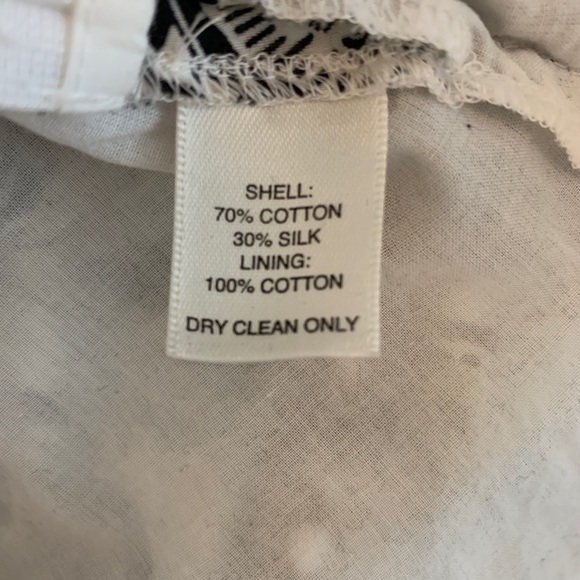 SHELL:
70% COTTON
30% SILK
LINING:
100% COTTON
DRY CLEAN ONLY